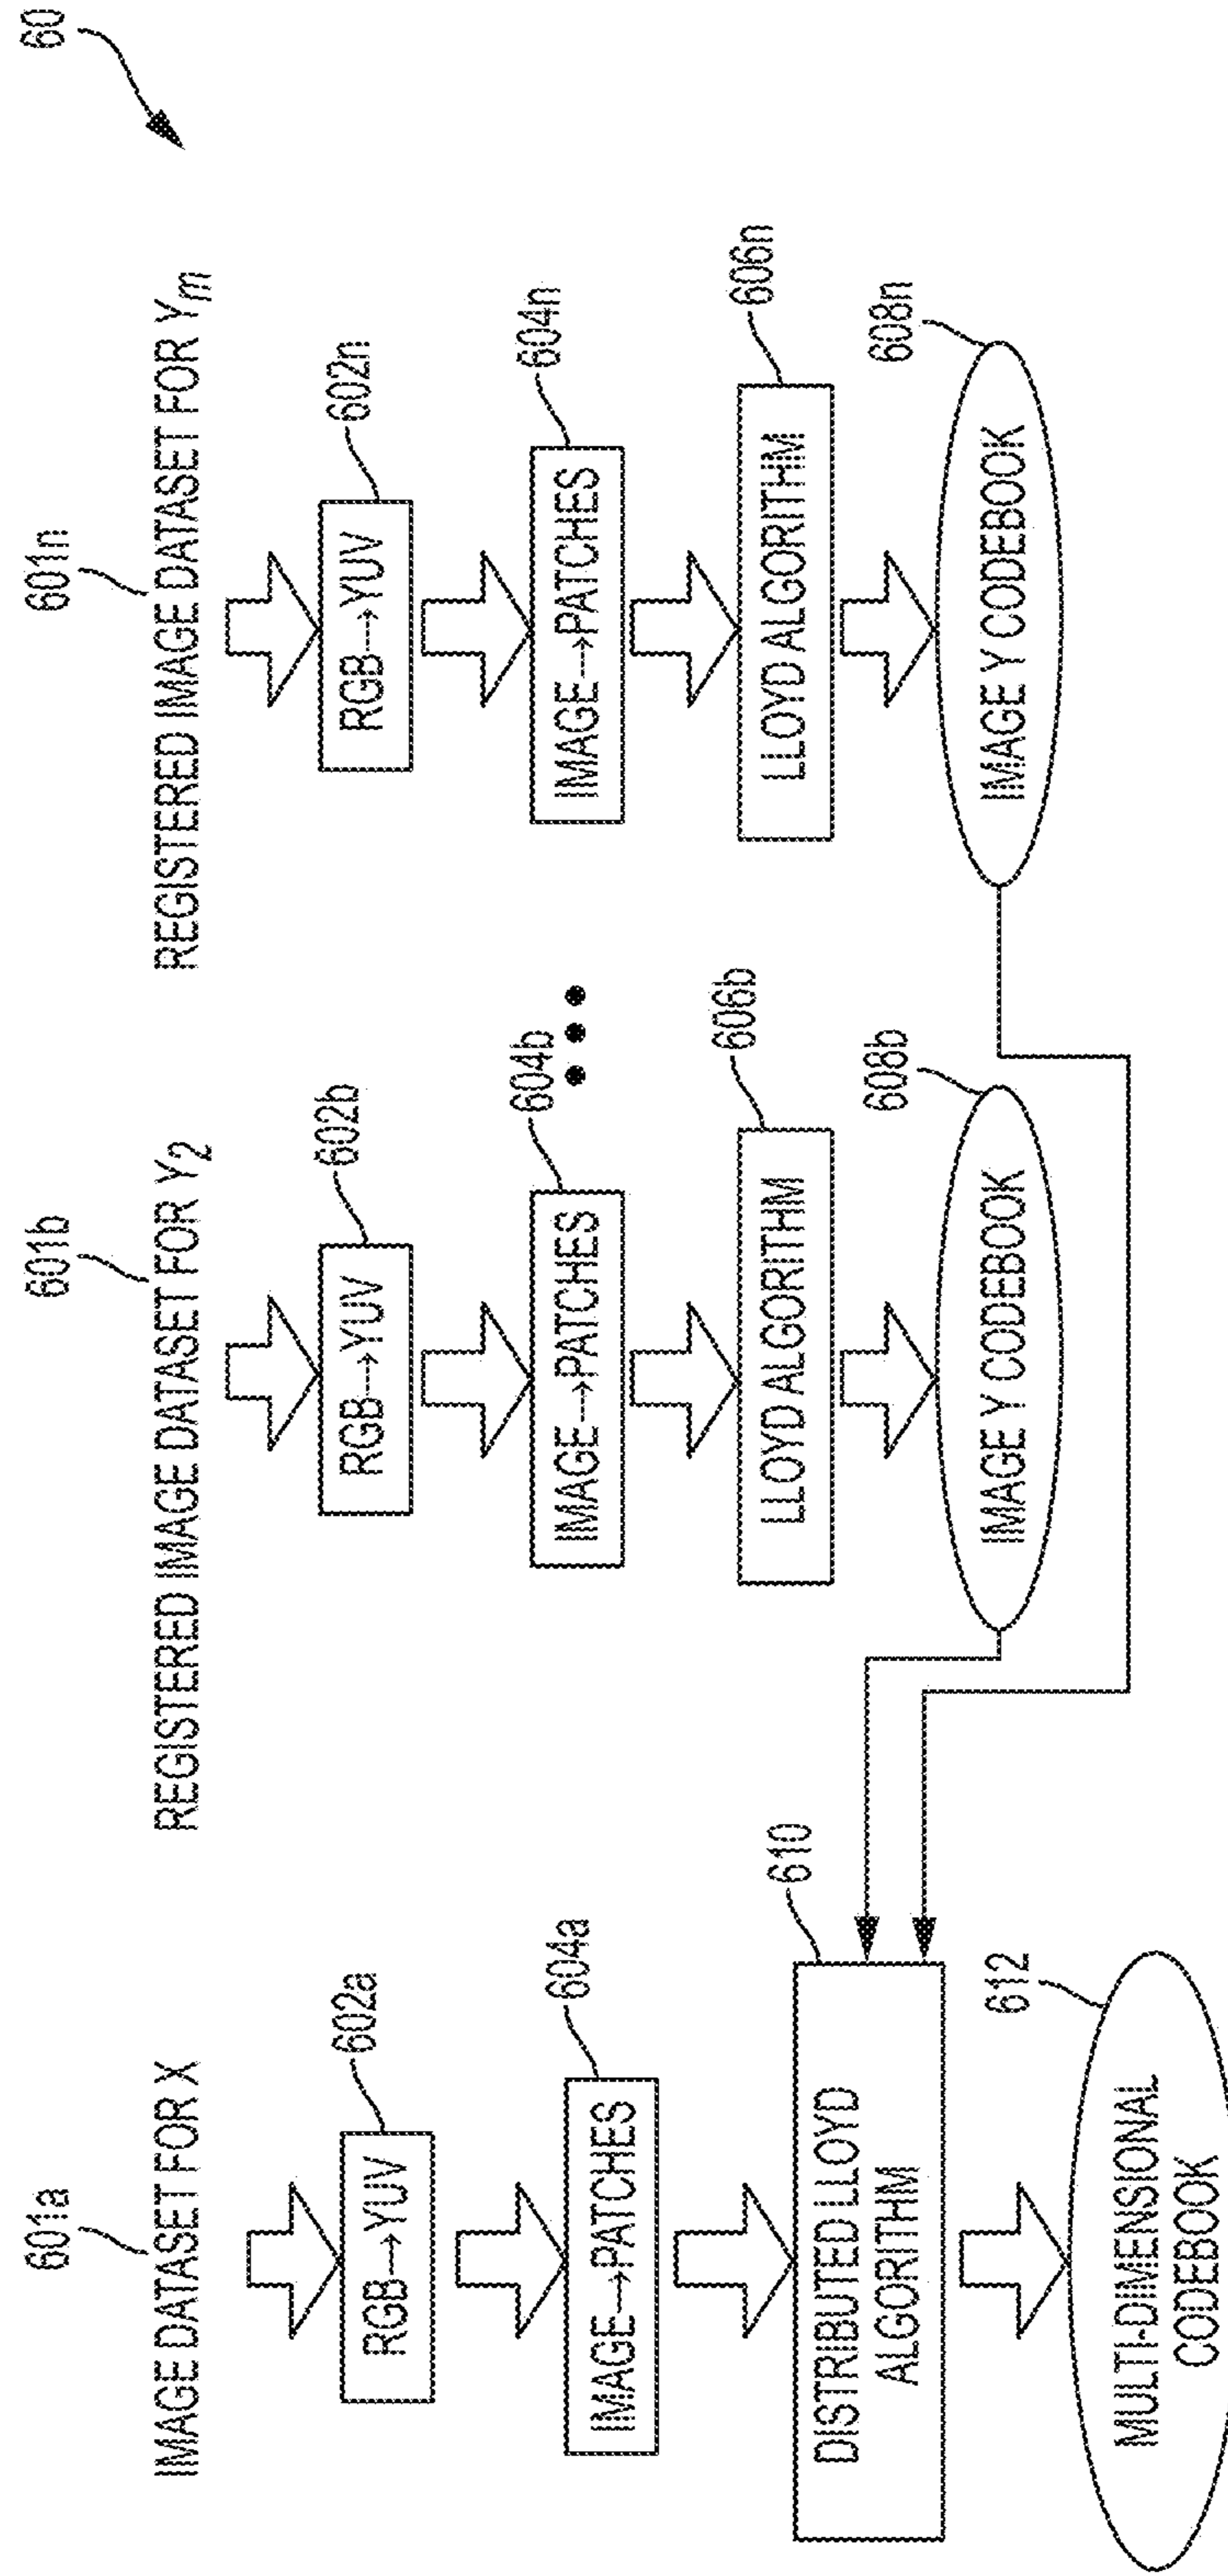 60
601a
IMAGE DATASET FOR X
602a
RGB→YUV
604a
IMAGE→PATCHES
610
DISTRIBUTED LLOYD
ALGORITHM
612
MULTI-DIMENSIONAL
CODEBOOK
601b
REGISTERED IMAGE DATASET FOR Y2
602b
RGB→YUV
604b
IMAGE→PATCHES
606b
LLOYD ALGORITHM
608b
IMAGE Y CODEBOOK
601n
REGISTERED IMAGE DATASET FOR Ym
602n
RGB→YUV
604n
IMAGE→PATCHES
606n
LLOYD ALGORITHM
608n
IMAGE Y CODEBOOK